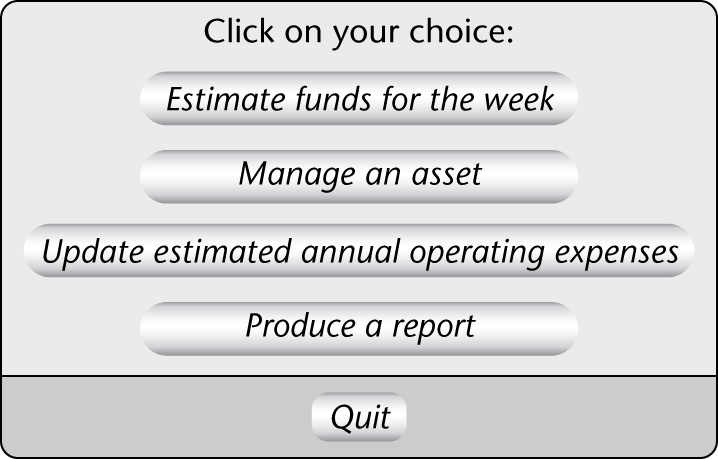 Click on your choice:
Estimate funds for the week
Manage an asset
Update estimated annual operating expenses
Produce a report
Quit